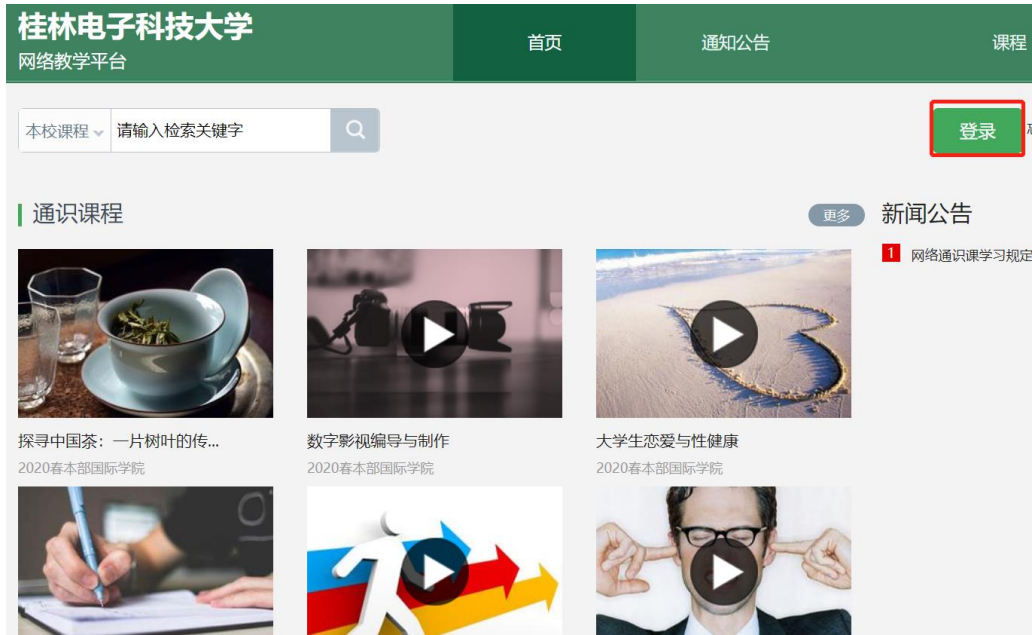 桂林电子科技大学
网络教学平台
首页
通知公告
课程
本校课程
请输入检索关键字
登录
通识课程
更多
新闻公告
1 网络通识课学习规定
探寻中国茶：一片树叶的传...
2020春本部国际学院
数字影视编导与制作
2020春本部国际学院
大学生恋爱与性健康
2020春本部国际学院